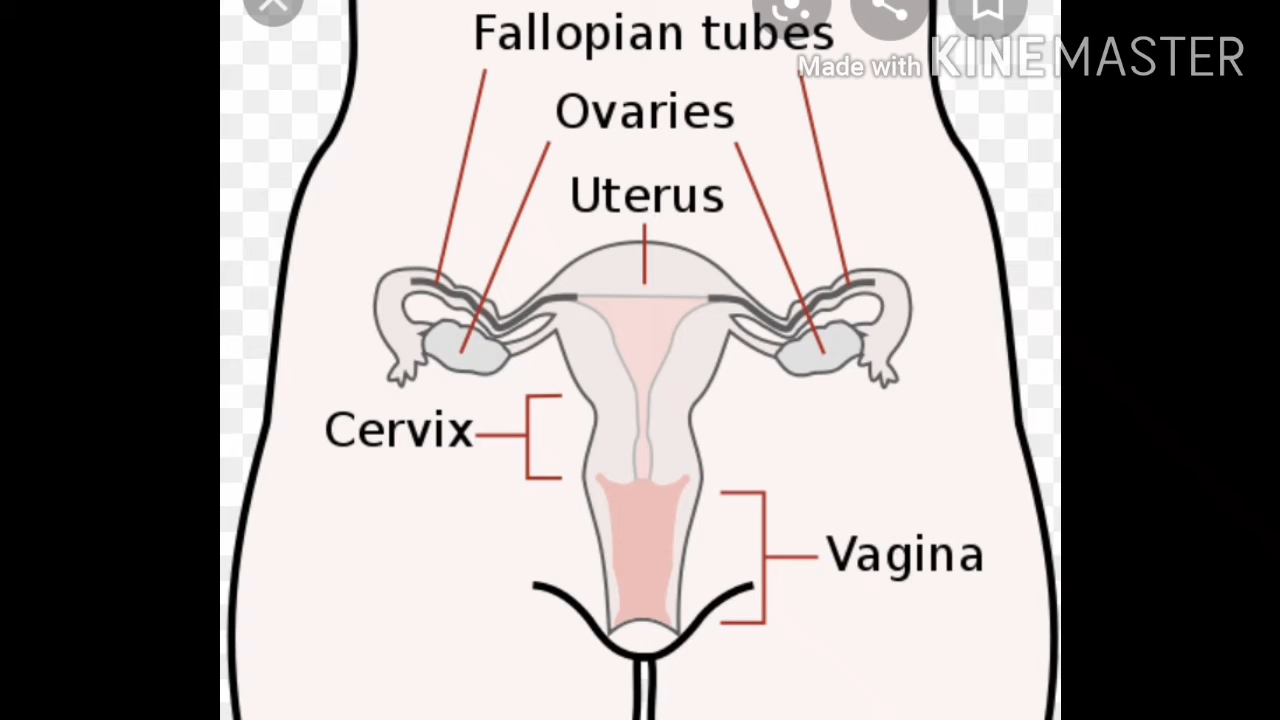 Fallopian tubes
Made with KINEMASTER
Ovaries
Uterus
Cervix
Vagina